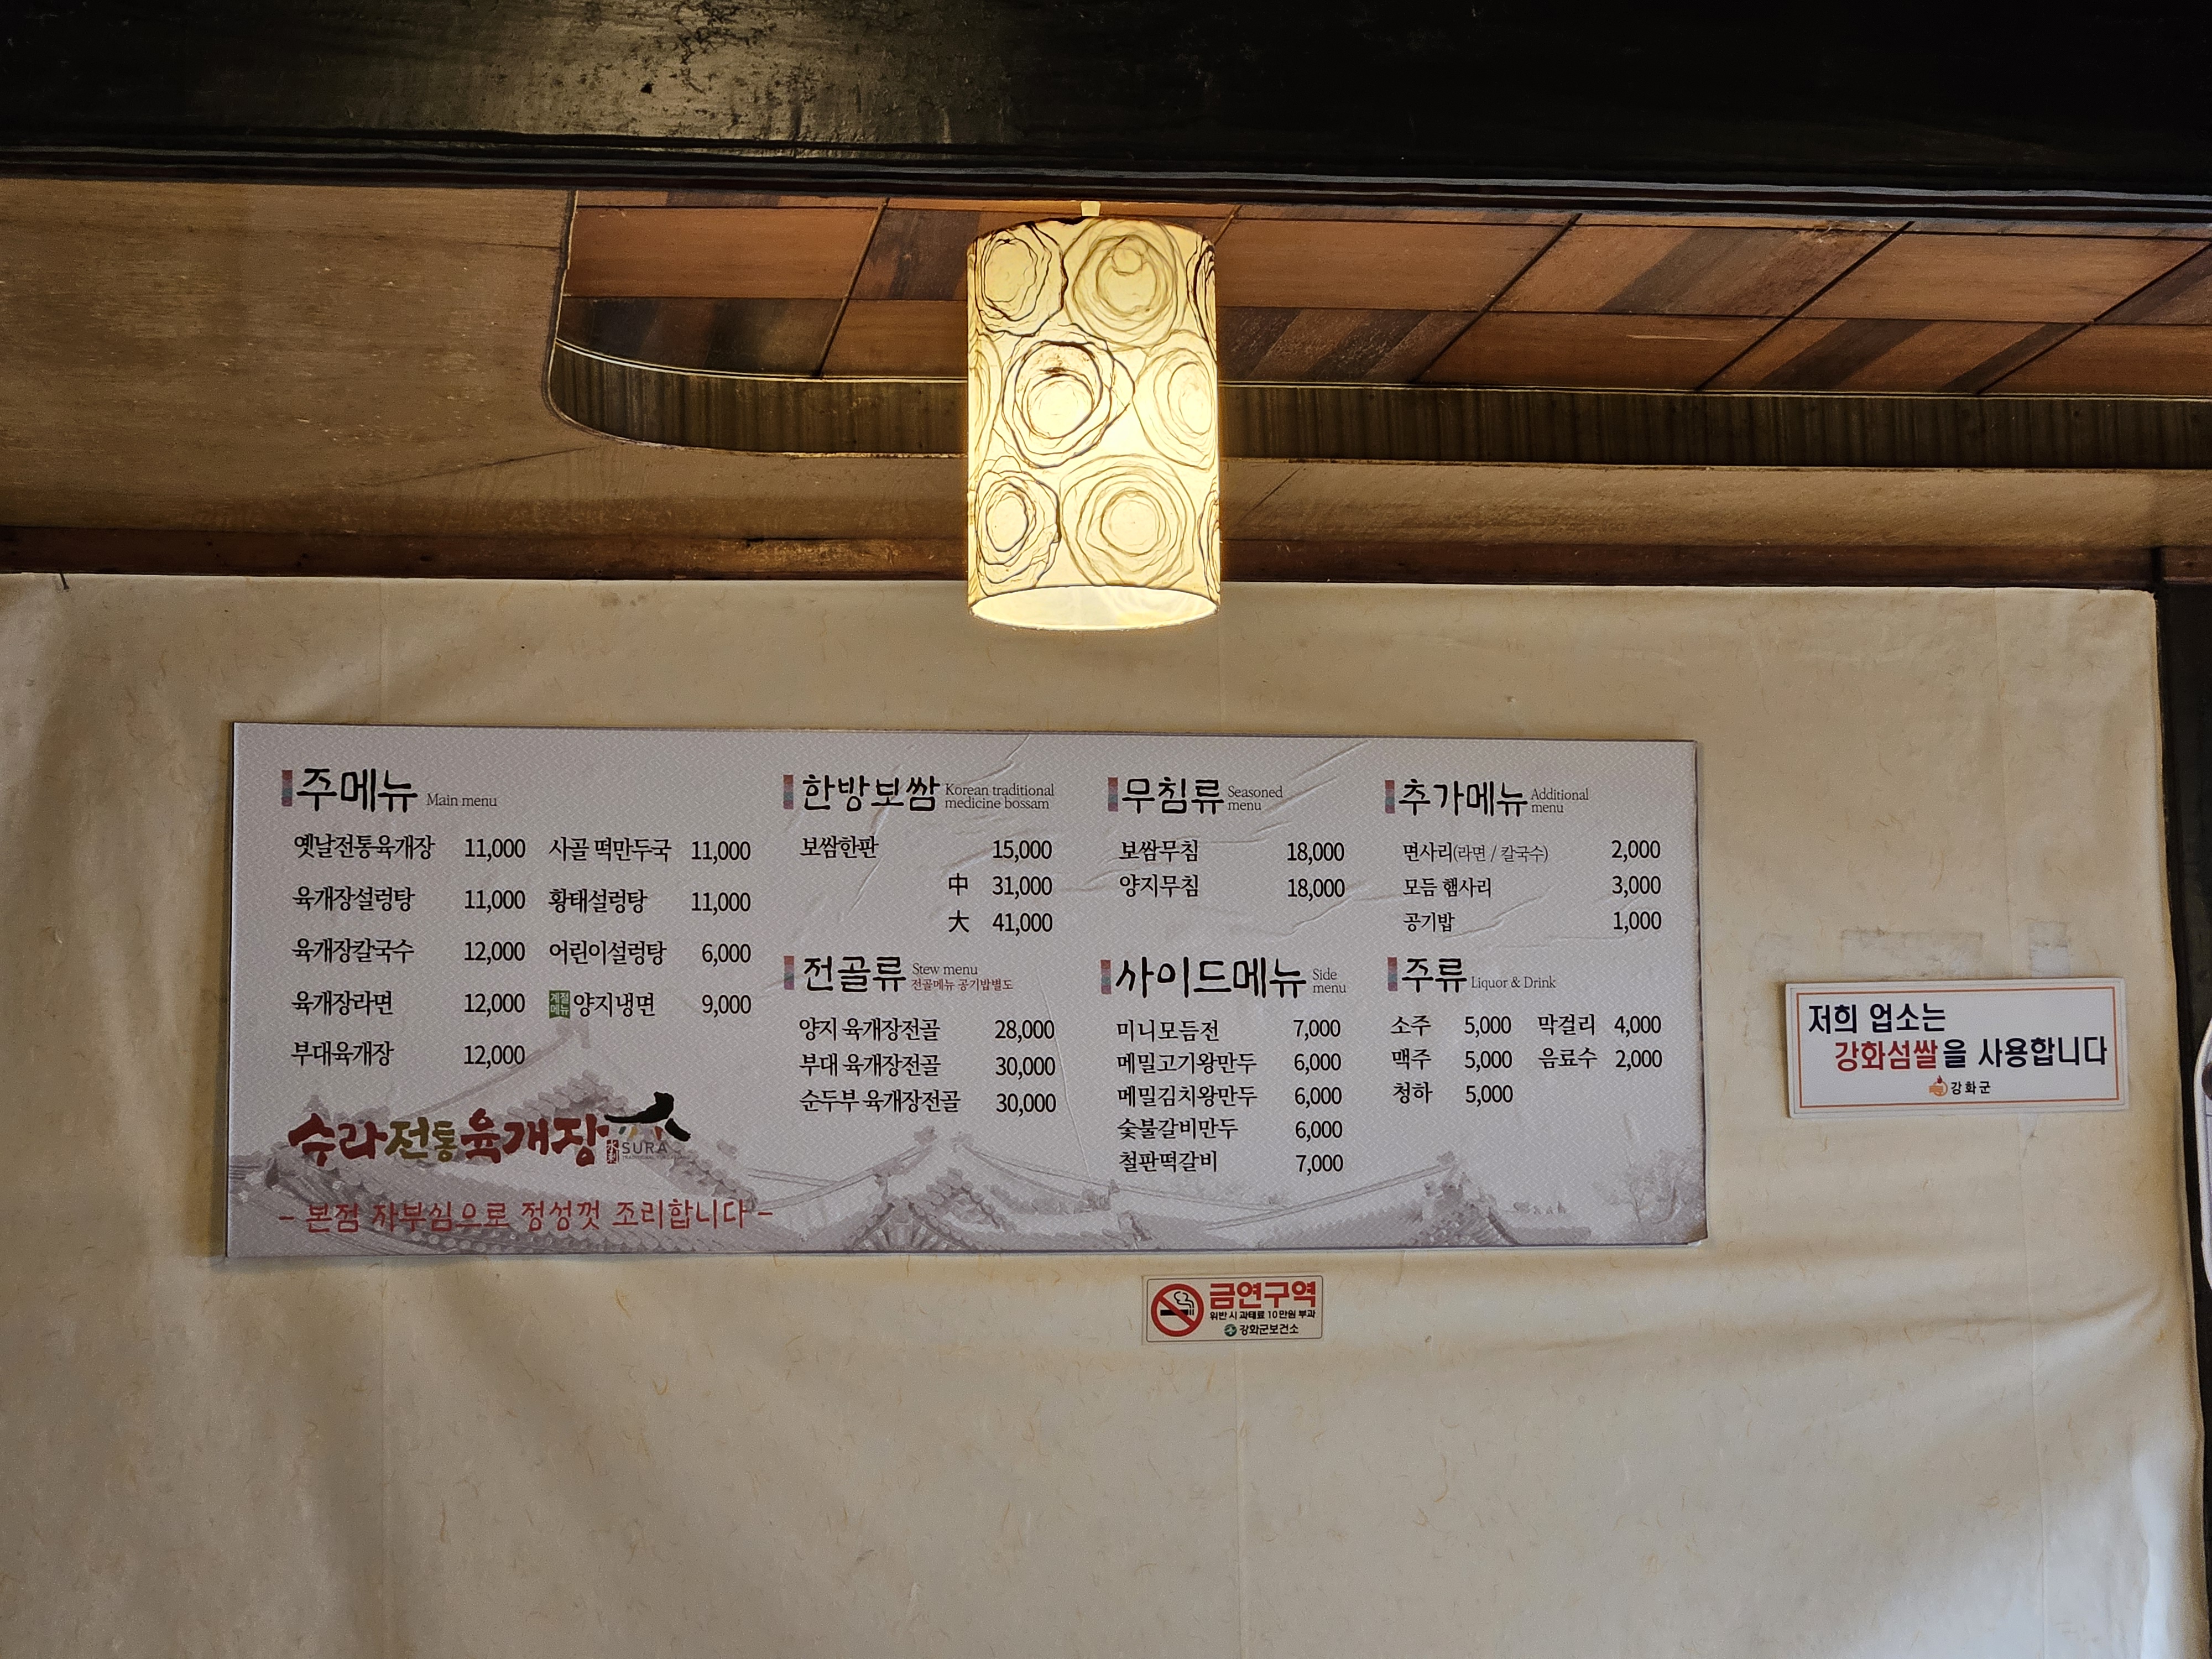 주메뉴 Main menu
옛날전통육개장 11,000
육개장설렁탕 11,000
육개장칼국수 12,000
육개장라면 12,000
부대육개장 12,000
사골 떡만두국 11,000
황태설렁탕 11,000
어린이설렁탕 6,000
계절메뉴 양지냉면 9,000
수라전통육개장 SURA
- 본점 자부심으로 정성껏 조리합니다 -
한방보쌈 Korean traditional medicine bossam
보쌈한판 15,000
中 31,000
大 41,000
전골류 Stew menu
전골메뉴 공기밥별도
양지 육개장전골 28,000
부대 육개장전골 30,000
순두부 육개장전골 30,000
무침류 Seasoned menu
보쌈무침 18,000
양지무침 18,000
사이드메뉴 Side menu
미니모듬전 7,000
메밀고기왕만두 6,000
메밀김치왕만두 6,000
숯불갈비만두 6,000
철판떡갈비 7,000
추가메뉴 Additional menu
면사리(라면 / 칼국수) 2,000
모듬 햄사리 3,000
공기밥 1,000
주류 Liquor & Drink
소주 5,000 막걸리 4,000
맥주 5,000 음료수 2,000
청하 5,000
저희 업소는
강화섬쌀을 사용합니다
강화군
금연구역
위반 시 과태료 10만원 부과
강화군보건소